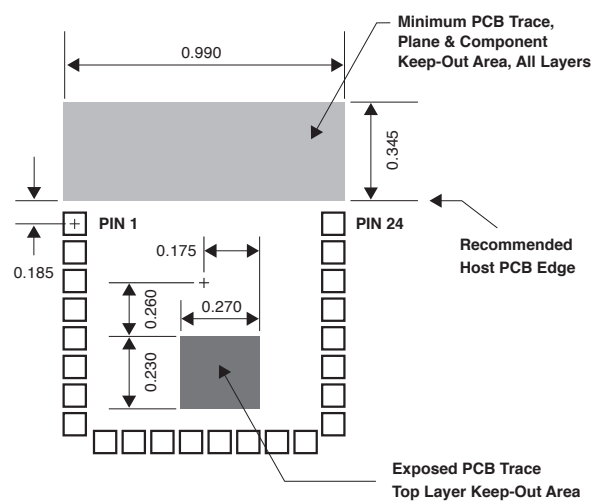 Minimum PCB Trace,
Plane & Component
Keep-Out Area, All Layers
0.990
0.345
PIN 1
PIN 24
0.185
0.175
Recommended
Host PCB Edge
0.260
0.270
0.230
Exposed PCB Trace
Top Layer Keep-Out Area